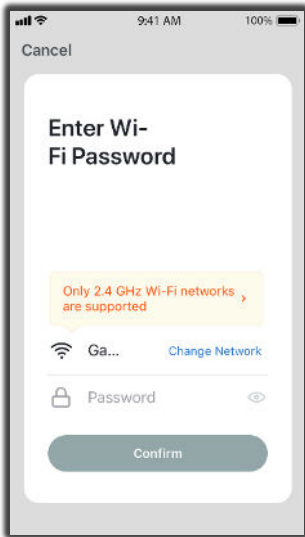 9:41 AM 100%
Cancel
Enter Wi-
Fi Password
Only 2.4 GHz Wi-Fi networks
are supported
Ga... Change Network
Password
Confirm